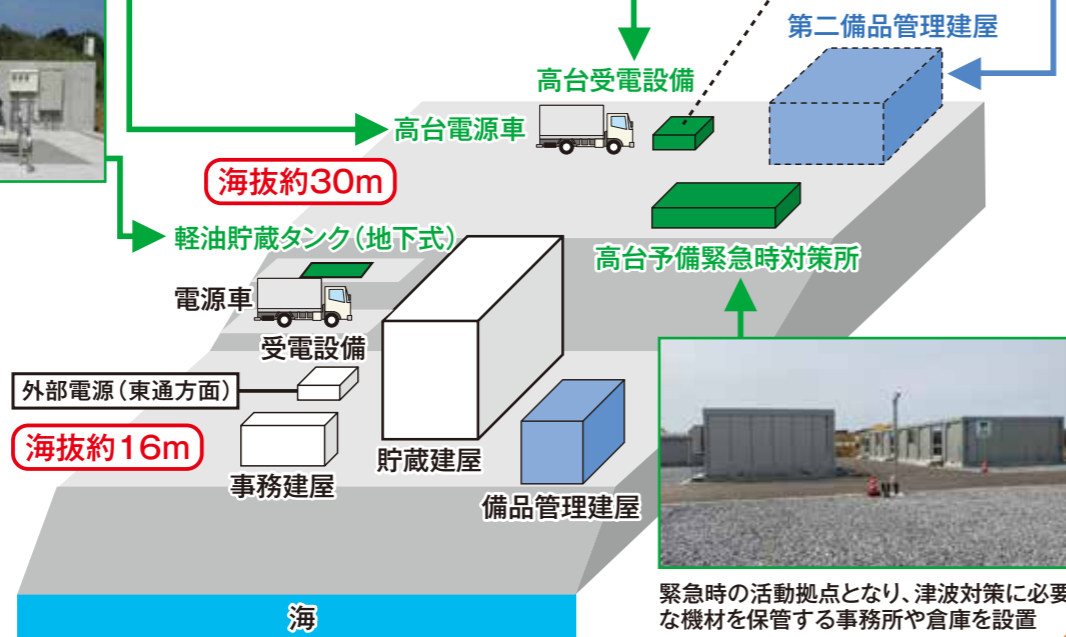 第二備品管理建屋
高台受電設備
高台電源車
海抜約30m
軽油貯蔵タンク（地下式）
高台予備緊急時対策所
電源車
受電設備
外部電源（東通方面）
海抜約16m
貯蔵建屋
事務建屋
備品管理建屋
緊急時の活動拠点となり、津波対策に必要
な機材を保管する事務所や倉庫を設置
海